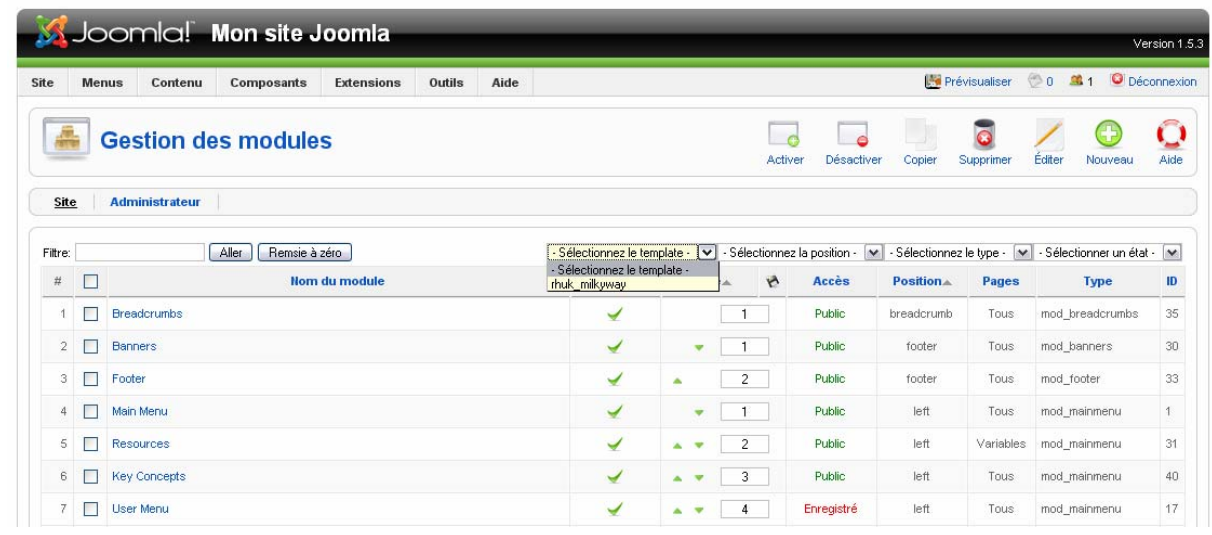 Joomla!™ Mon site Joomla
Version 1.5.3
Site Menus Contenu Composants Extensions Outils Aide Prévisualiser 0 1 Déconnexion
Gestion des modules
Activer Désactiver Copier Supprimer Éditer Nouveau Aide
Site Administrateur
Filtre: Aller Remsie à zéro - Sélectionnez le template - - Sélectionnez la position - - Sélectionnez le type - - Sélectionner un état -
- Sélectionnez le template -
rhuk_milkyway
# Nom du module Accès Position Pages Type ID
1 Breadcrumbs 1 Public breadcrumb Tous mod_breadcrumbs 35
2 Banners 1 Public footer Tous mod_banners 30
3 Footer 2 Public footer Tous mod_footer 33
4 Main Menu 1 Public left Tous mod_mainmenu 1
5 Resources 2 Public left Variables mod_mainmenu 31
6 Key Concepts 3 Public left Tous mod_mainmenu 40
7 User Menu 4 Enregistré left Tous mod_mainmenu 17